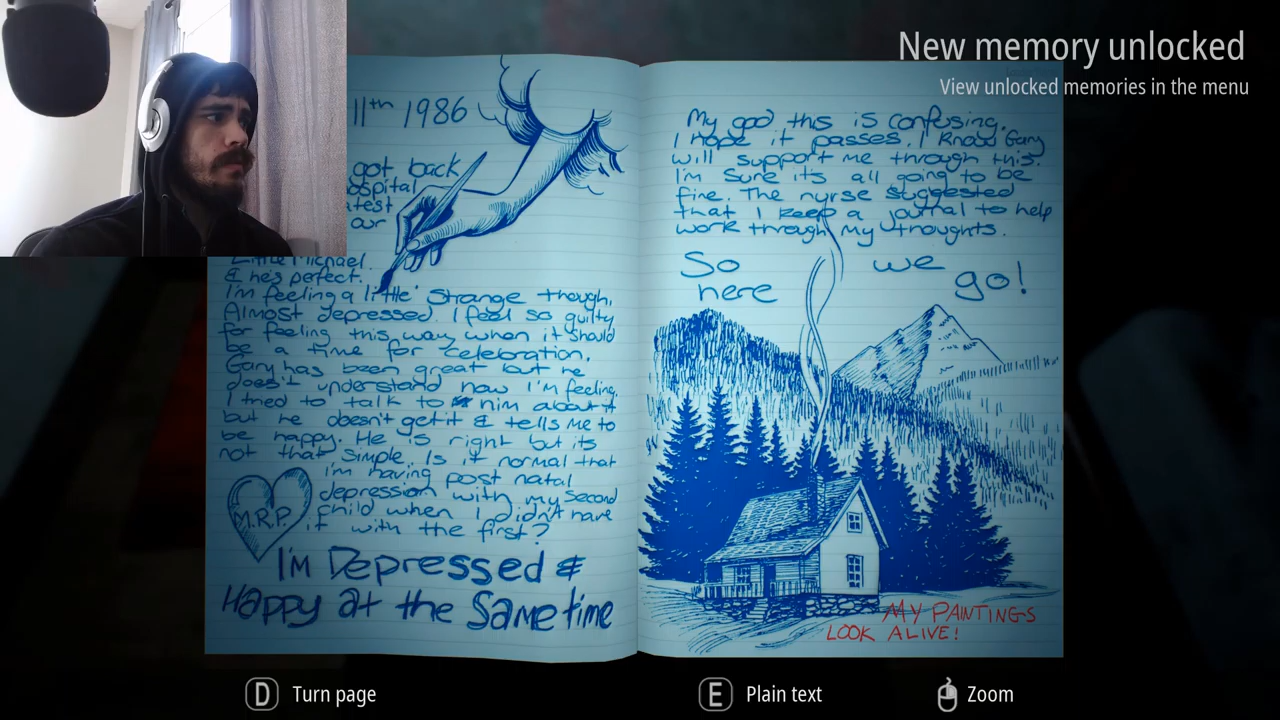 New memory unlocked
View unlocked memories in the menu
11th 1986
got back
ospital
atest
our
Little Michael
& he's perfect.
I'm feeling a little strange though,
Almost depressed. I feel so guilty
for feeling this way when it should
be a time for celebration.
Gary has been great but he
doesn't understand how I'm feeling.
I tried to talk to him about it
but he doesn't get it & tells me to
be happy. He is right but its
not that simple. Is it normal that
i'm having post natal
depression with my second
child when I didn't have
it with the first?
M.R.P.
I'm Depressed &
Happy at the Same time
My god this is confusing.
I hope it passes. I know Gary
will support me through this.
I'm sure it's all going to be
fine. The nurse suggested
that I keep a journal to help
work through my thoughts.
So we
here go!
MY PAINTINGS
LOOK ALIVE!
D Turn page
E Plain text
Zoom